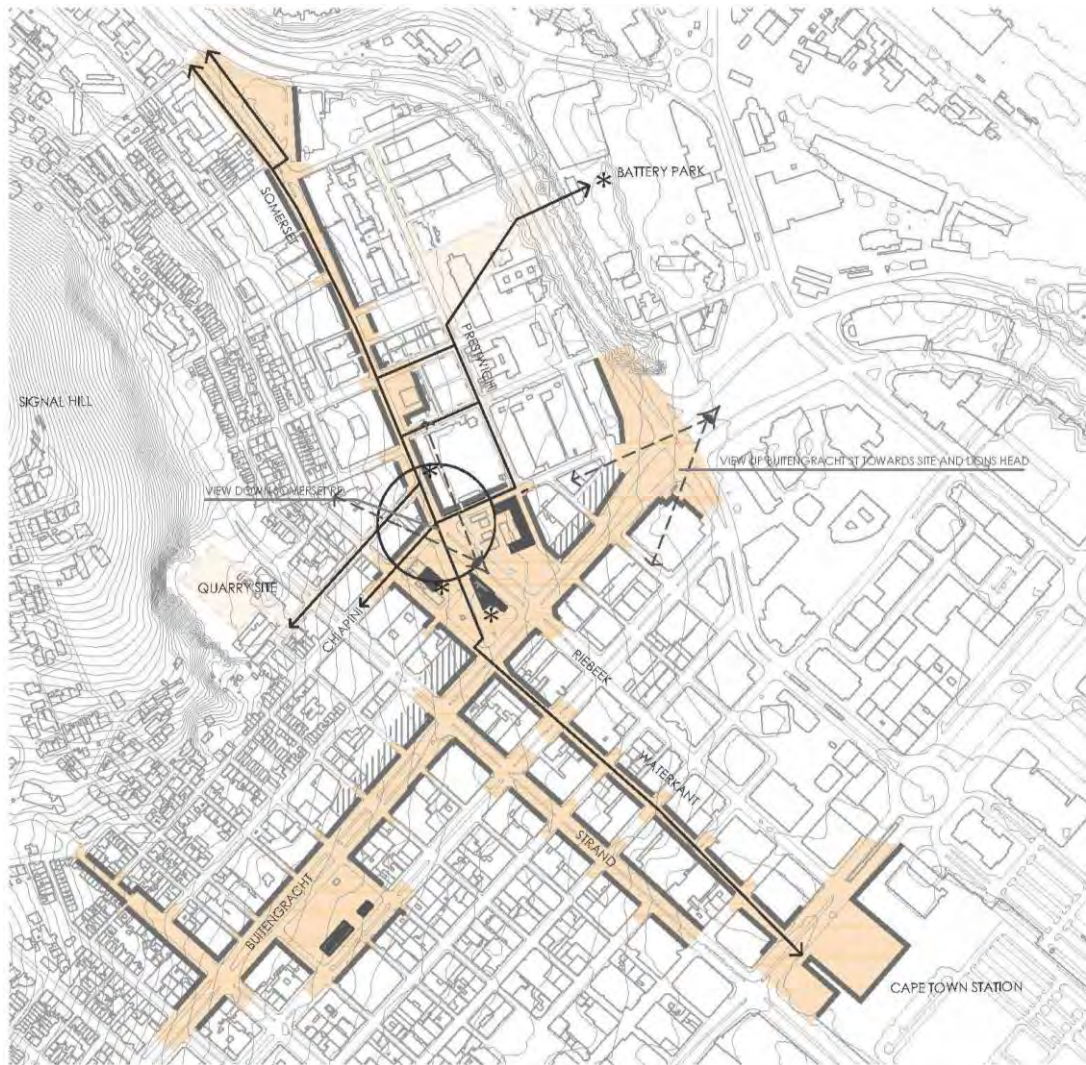 * BATTERY PARK
SOMERSET
PRESTWICH
SIGNAL HILL
VIEW UP BUITENGRACHT ST TOWARDS SITE AND LIONS HEAD
VIEW DOWN SOMERSET RD
QUARRY SITE
CHIAPINI
RIEBEEK
WATERKANT
STRAND
BUITENGRACHT
CAPE TOWN STATION